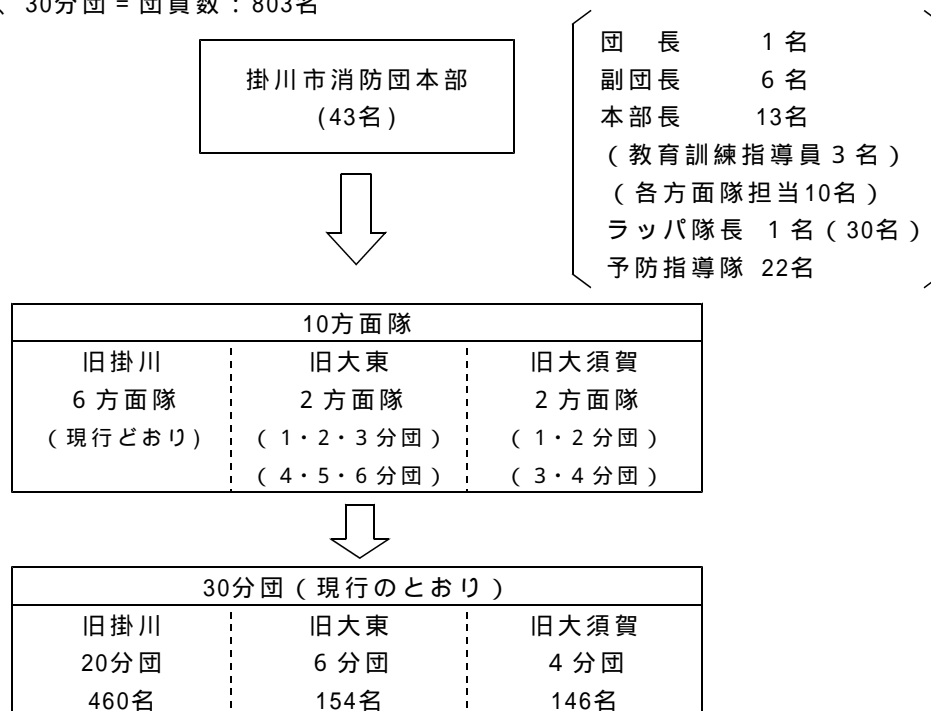 、30分団＝団員数：803名
掛川市消防団本部
(43名)
団　長　1名
副団長　6名
本部長　13名
（教育訓練指導員3名）
（各方面隊担当10名）
ラッパ隊長　1名（30名）
予防指導隊　22名
10方面隊
旧掛川　旧大東　旧大須賀
6方面隊　2方面隊　2方面隊
（現行どおり）　（1・2・3分団）　（1・2分団）
（4・5・6分団）　（3・4分団）
30分団（現行のとおり）
旧掛川　旧大東　旧大須賀
20分団　6分団　4分団
460名　154名　146名